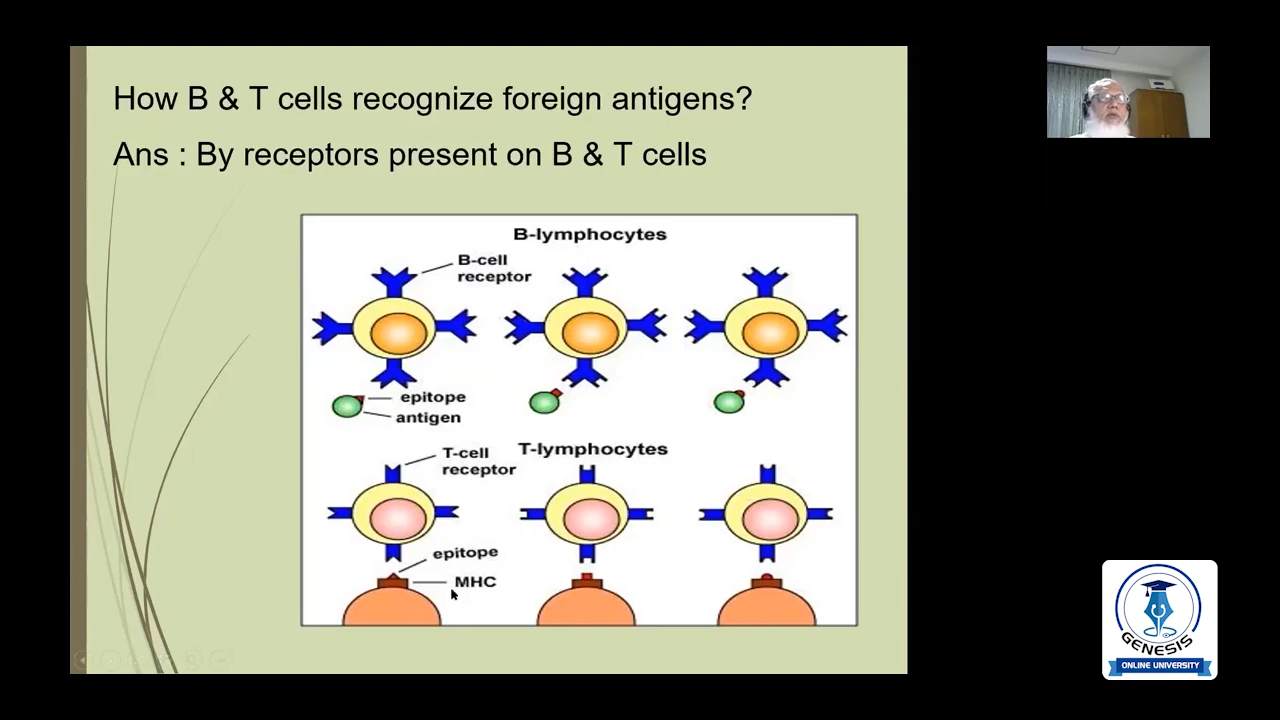 How B & T cells recognize foreign antigens?
Ans : By receptors present on B & T cells
B-lymphocytes
B-cell
receptor
epitope
antigen
T-lymphocytes
T-cell
receptor
epitope
MHC
GENESIS
ONLINE UNIVERSITY